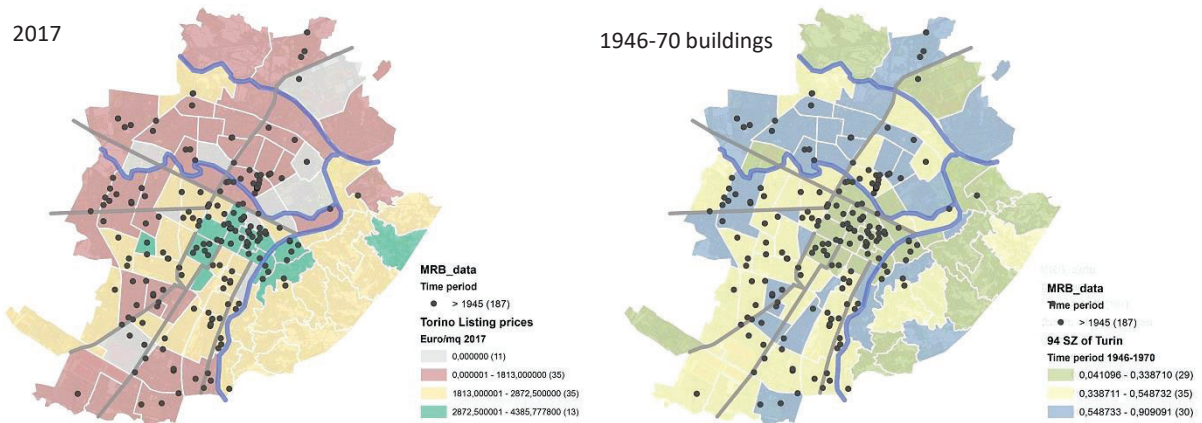 2017
MRB_data
Time period
> 1945 (187)
Torino Listing prices
Euro/mq 2017
0,000000 (11)
0,000001 - 1813,000000 (35)
1813,000001 - 2872,500000 (35)
2872,500001 - 4385,777800 (13)
1946-70 buildings
MRB_data
Time period
> 1945 (187)
94 SZ of Turin
Time period 1946-1970
0,041096 - 0,338710 (29)
0,338711 - 0,548732 (35)
0,548733 - 0,909091 (30)